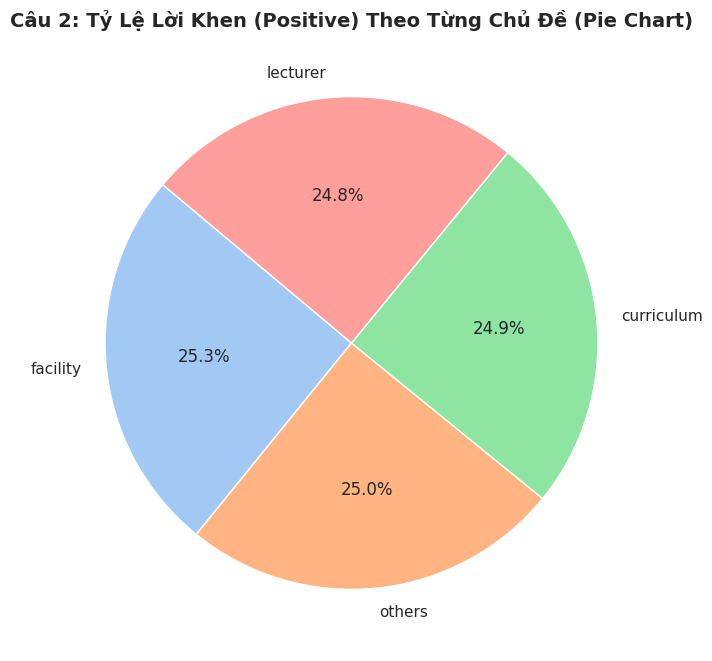 Câu 2: Tỷ Lệ Lời Khen (Positive) Theo Từng Chủ Đề (Pie Chart)
lecturer
24.8%
curriculum
24.9%
facility
25.3%
25.0%
others